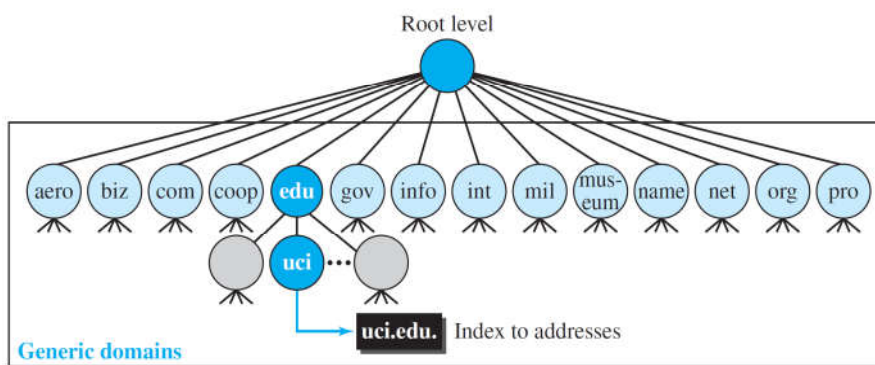 Root level
aero biz com coop edu gov info int mil mus-
eum name net org pro
uci •••
uci.edu. Index to addresses
Generic domains